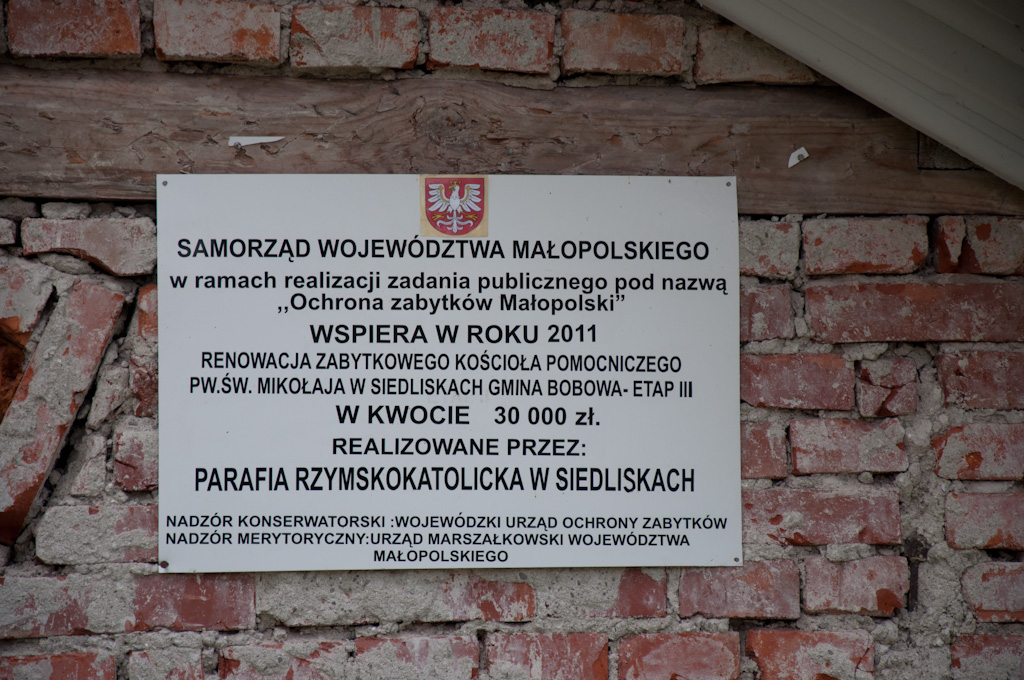 SAMORZĄD WOJEWÓDZTWA MAŁOPOLSKIEGO
w ramach realizacji zadania publicznego pod nazwą
,,Ochrona zabytków Małopolski”
WSPIERA W ROKU 2011
RENOWACJA ZABYTKOWEGO KOŚCIOŁA POMOCNICZEGO
PW.ŚW. MIKOŁAJA W SIEDLISKACH GMINA BOBOWA- ETAP III
W KWOCIE 30 000 zł.
REALIZOWANE PRZEZ:
PARAFIA RZYMSKOKATOLICKA W SIEDLISKACH
NADZÓR KONSERWATORSKI :WOJEWÓDZKI URZĄD OCHRONY ZABYTKÓW
NADZÓR MERYTORYCZNY:URZĄD MARSZAŁKOWSKI WOJEWÓDZTWA
MAŁOPOLSKIEGO